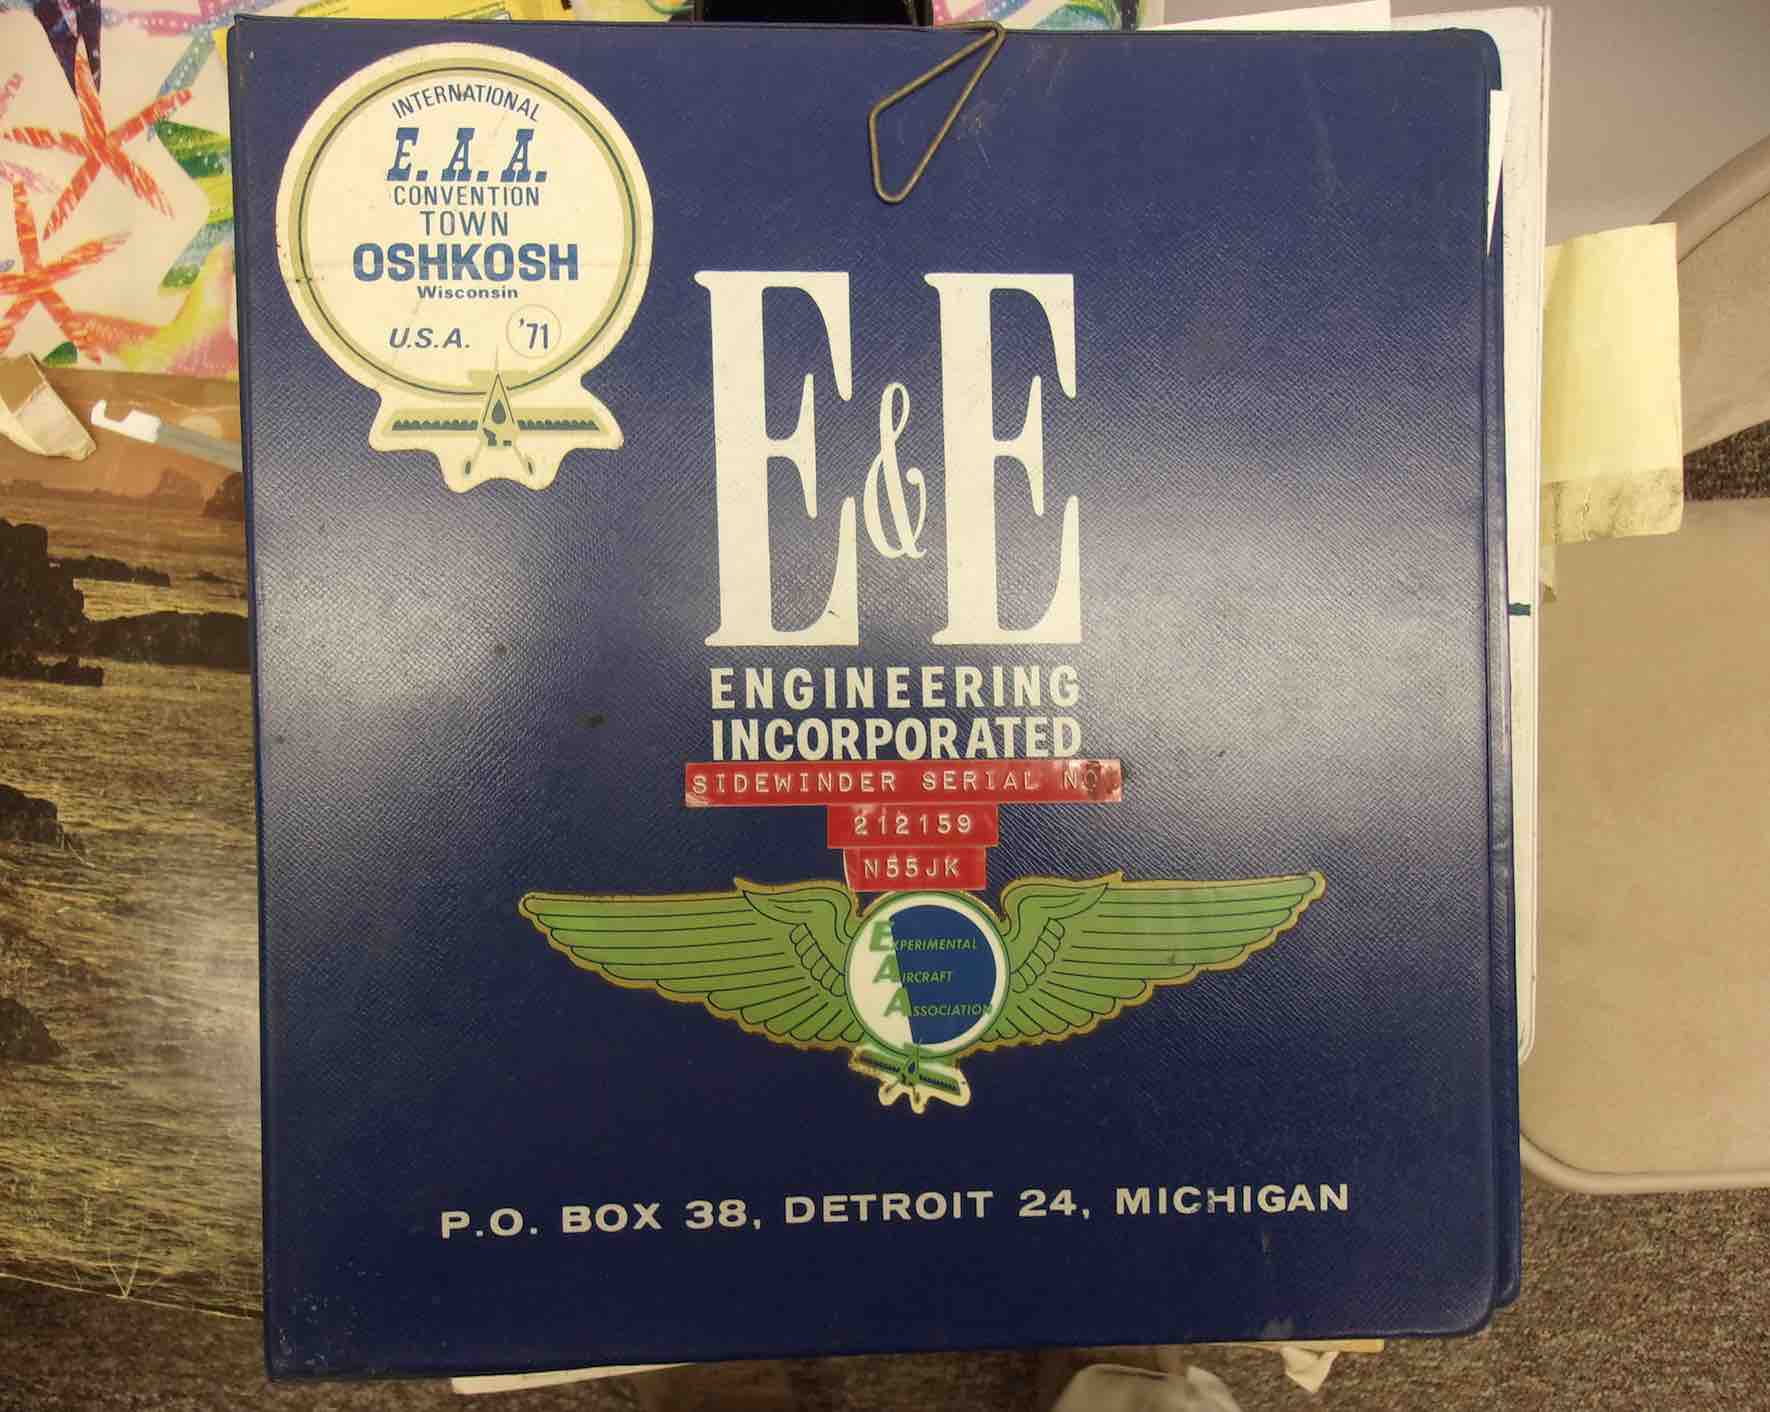 INTERNATIONAL
E. A. A.
CONVENTION
TOWN
OSHKOSH
Wisconsin
U.S.A. '71
E&E
ENGINEERING
INCORPORATED
SIDEWINDER SERIAL NO.
212159
N55JK
EXPERIMENTAL
AIRCRAFT
ASSOCIATION
P.O. BOX 38, DETROIT 24, MICHIGAN